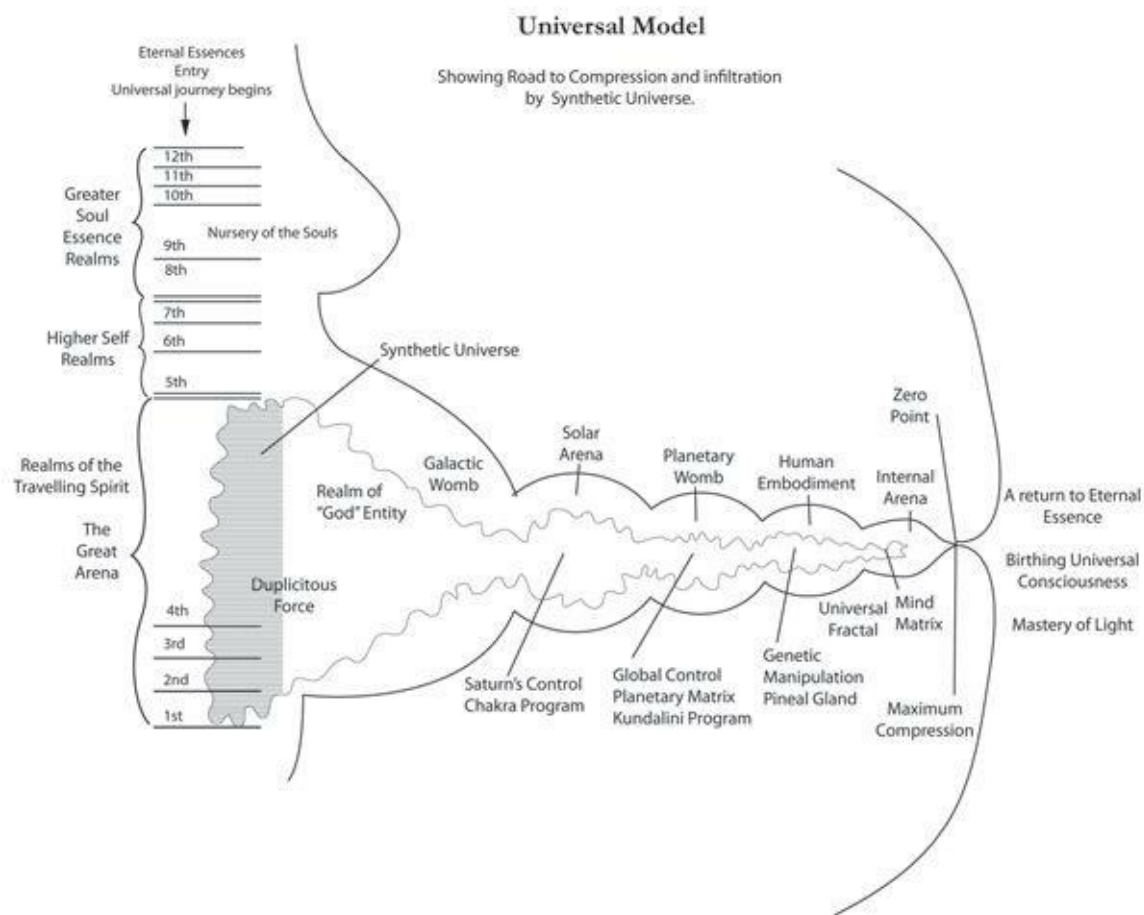 Universal Model
Showing Road to Compression and infiltration
by Synthetic Universe.
Eternal Essences
Entry
Universal journey begins
12th
11th
10th
9th
8th
Greater
Soul
Essence
Realms
Nursery of the Souls
7th
6th
5th
Higher Self
Realms
Synthetic Universe
Realms of the
Travelling Spirit
The
Great
Arena
4th
3rd
2nd
1st
Duplicitous
Force
Realm of
"God" Entity
Galactic
Womb
Solar
Arena
Planetary
Womb
Human
Embodiment
Internal
Arena
Zero
Point
Saturn's Control
Chakra Program
Global Control
Planetary Matrix
Kundalini Program
Genetic
Manipulation
Pineal Gland
Universal
Fractal
Mind
Matrix
Maximum
Compression
A return to Eternal
Essence
Birthing Universal
Consciousness
Mastery of Light